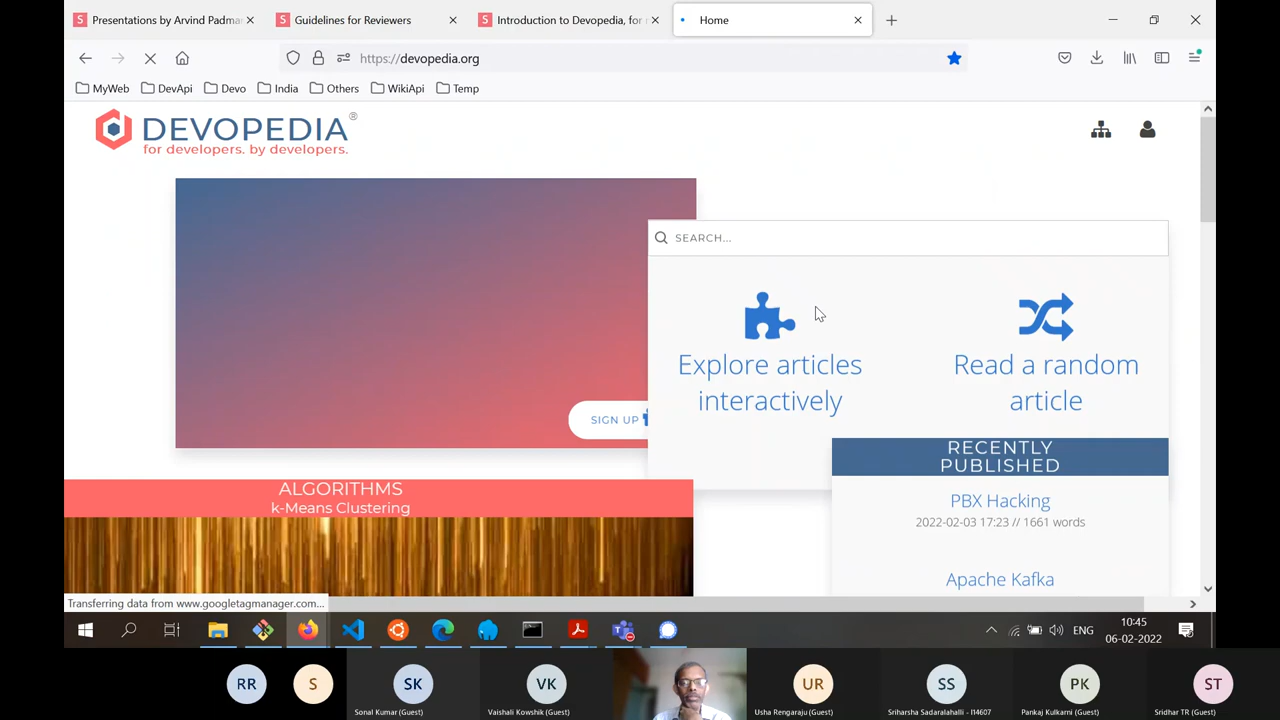 Presentations by Arvind Padma
Guidelines for Reviewers
Introduction to Devopedia, for
Home
https://devopedia.org
MyWeb
DevApi
Devo
India
Others
WikiApi
Temp
DEVOPEDIA®
for developers. by developers.
SEARCH...
Explore articles
interactively
Read a random
article
SIGN UP
RECENTLY
PUBLISHED
PBX Hacking
2022-02-03 17:23 // 1661 words
Apache Kafka
ALGORITHMS
k-Means Clustering
Transferring data from www.googletagmanager.com...
ENG
10:45
06-02-2022
RR
S
SK
VK
UR
SS
PK
ST
Sonal Kumar (Guest)
Vaishali Kowshik (Guest)
Usha Rengaraju (Guest)
Sriharsha Sadaralahalli - I14607
Pankaj Kulkarni (Guest)
Sridhar TR (Guest)